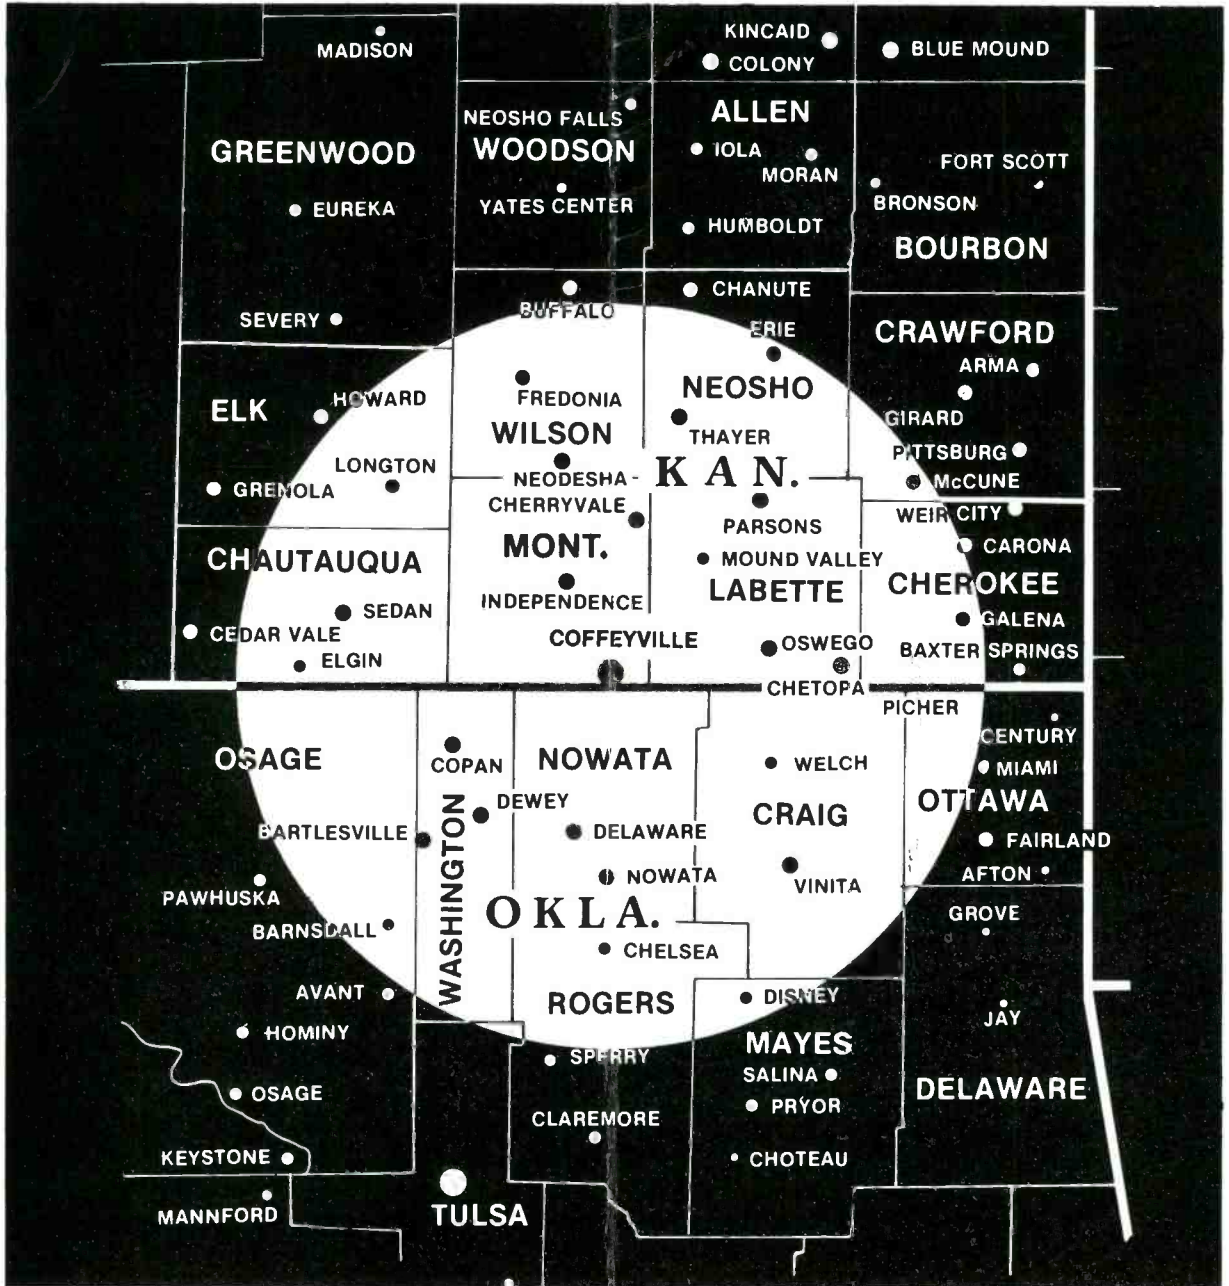 KINCAID
MADISON
BLUE MOUND
COLONY
NEOSHO FALLS
ALLEN
GREENWOOD
WOODSON
IOLA
FORT SCOTT
MORAN
EUREKA
YATES CENTER
BRONSON
HUMBOLDT
BOURBON
CHANUTE
BUFFALO
SEVERY
ERIE
CRAWFORD
ARMA
NEOSHO
HOWARD
FREDONIA
ELK
GIRARD
WILSON
THAYER
PITTSBURG
LONGTON
KAN.
NEODESHA
McCUNE
GRENOLA
CHERRYVALE
WEIR CITY
PARSONS
MONT.
CARONA
CHAUTAUQUA
MOUND VALLEY
CHEROKEE
LABETTE
INDEPENDENCE
SEDAN
GALENA
CEDAR VALE
COFFEYVILLE
OSWEGO
BAXTER SPRINGS
ELGIN
CHETOPA
PICHER
CENTURY
OSAGE
NOWATA
COPAN
WELCH
MIAMI
DEWEY
OTTAWA
CRAIG
BARTLESVILLE
WASHINGTON
DELAWARE
FAIRLAND
AFTON
NOWATA
VINITA
PAWHUSKA
OKLA.
GROVE
BARNSDALL
CHELSEA
AVANT
ROGERS
DISNEY
JAY
HOMINY
MAYES
SPERRY
SALINA
OSAGE
DELAWARE
PRYOR
CLAREMORE
KEYSTONE
CHOTEAU
MANNFORD
TULSA